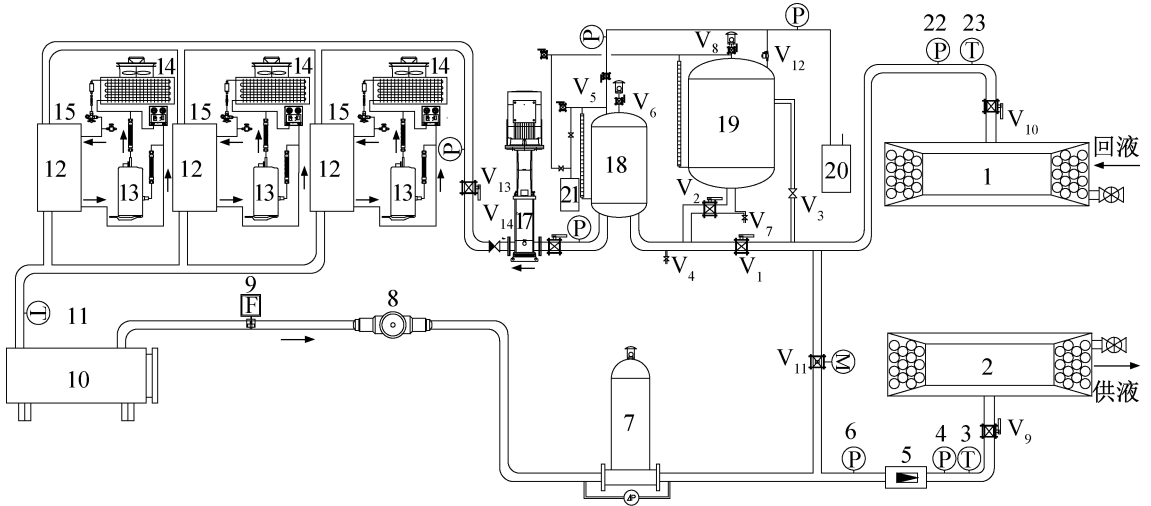 P
P
22 23
14 14 14
V8
V12
P T
15 15 15
V5
V6
V10
12 13 12 13 12 13
P
V13
18
19
20
1
回液
21
V2
V3
V14
17
8
P
V7
V4
V1
9
F
8
T
11
V11
M
2
10
供液
7
6 4 3
V9
P 5 P T
ΔP